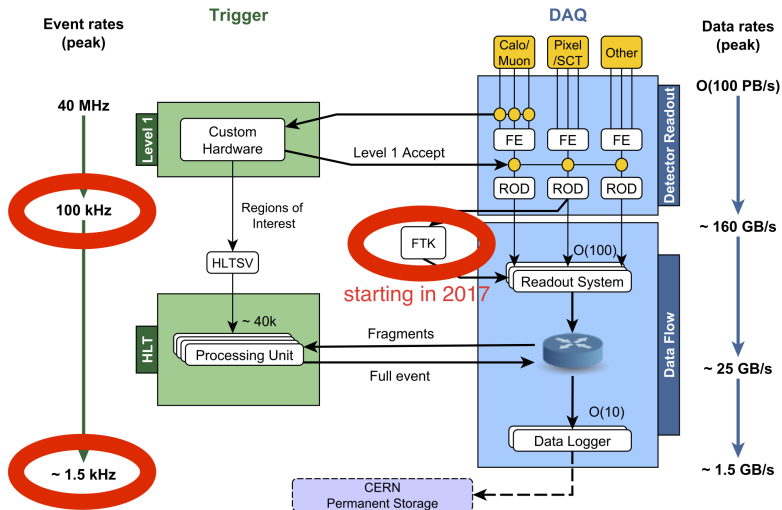 Event rates
(peak)
Trigger
DAQ
Data rates
(peak)
Calo/
Muon
Pixel
/SCT
Other
40 MHz
O(100 PB/s)
Level 1
Custom
Hardware
FE
FE
FE
Detector Readout
Level 1 Accept
ROD
ROD
ROD
100 kHz
Regions of
Interest
~ 160 GB/s
FTK
O(100)
HLTSV
Readout System
starting in 2017
~ 40k
HLT
Processing Unit
Fragments
Full event
Data Flow
~ 25 GB/s
O(10)
Data Logger
~ 1.5 kHz
~ 1.5 GB/s
CERN
Permanent Storage